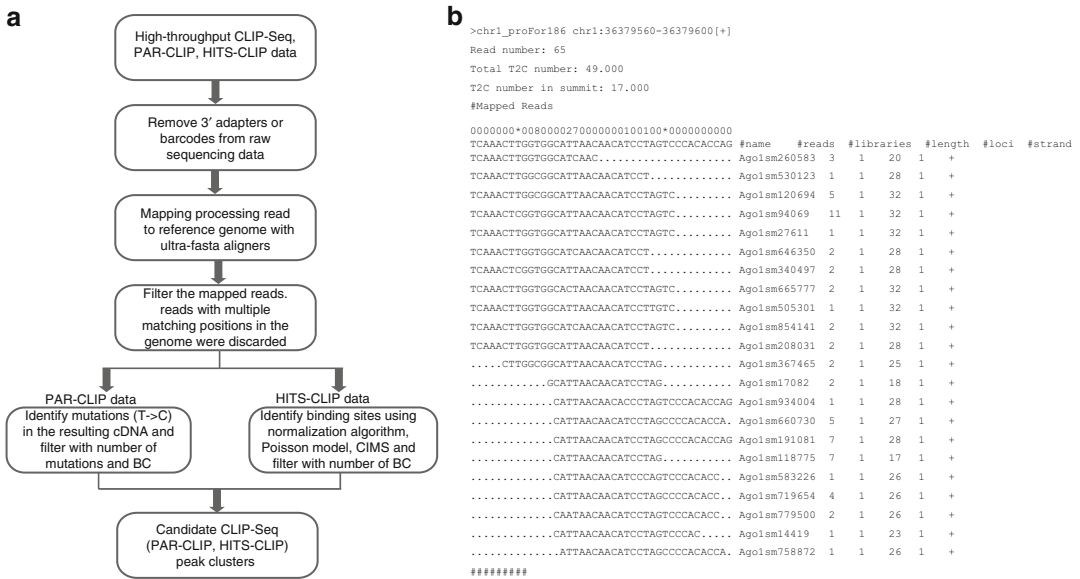 a
High-throughput CLIP-Seq,
PAR-CLIP, HITS-CLIP data
Remove 3′ adapters or
barcodes from raw
sequencing data
Mapping processing read
to reference genome with
ultra-fasta aligners
Filter the mapped reads.
reads with multiple
matching positions in the
genome were discarded
PAR-CLIP data
Identify mutations (T->C)
in the resulting cDNA and
filter with number of
mutations and BC
HITS-CLIP data
Identify binding sites using
normalization algorithm,
Poisson model, CIMS and
filter with number of BC
Candidate CLIP-Seq
(PAR-CLIP, HITS-CLIP)
peak clusters
b
>chr1_proFor186 chr1:36379560-36379600[+]
Read number: 65
Total T2C number: 49.000
T2C number in summit: 17.000
#Mapped Reads
0000000*0080000270000000100100*0000000000
TCAAACTTGGTGGCATTAACAACATCCTAGTCCCACACCAG #name #reads #libraries #length #loci #strand
TCAAACTTGGTGGCATCAAC..................... Ago1sm260583 3 1 20 1 +
TCAAACTCGGTGGCATTAACAACATCCT............. Ago1sm530123 1 1 28 1 +
TCAAACTTGGCGGCATTAACAACATCCTAGTC......... Ago1sm120694 5 1 32 1 +
TCAAACTCGGTGGCATTAACAACATCCTAGTC......... Ago1sm94069 11 1 32 1 +
TCAAACTTGGTGGCATTAACAACATCCTAGTC......... Ago1sm27611 1 1 32 1 +
TCAAACTTGGCGGCATTAACAACATCCT............. Ago1sm646350 2 1 28 1 +
TCAAACTCGGTGGCATTAACAACATCCT............. Ago1sm340497 2 1 28 1 +
TCAAACTTGGTGGCACTAACAACATCCTAGTC......... Ago1sm665777 2 1 32 1 +
TCAAACTCGGTGGCATTAACAACATCCTTGTC......... Ago1sm505301 1 1 32 1 +
TCAAACTTGGTGGCATCAACAACATCCTAGTC......... Ago1sm854141 2 1 32 1 +
TCAAACTTGGTGGCATCAACAACATCCT............. Ago1sm208031 2 1 28 1 +
.....CTTGGCGGCATTAACAACATCCTAG........... Ago1sm367465 2 1 25 1 +
............GCATTAACAACATCCTAG........... Ago1sm17082 2 1 18 1 +
.............CATTAACACCCTAGTCCCACACCAG Ago1sm934004 1 1 28 1 +
.............CATTAACAACATCCTAGCCCCACACCA. Ago1sm660730 5 1 27 1 +
.............CATTAACAACATCCTAGCCCCACACCAG Ago1sm191081 7 1 28 1 +
.............CATTAACAACATCCTAG........... Ago1sm118775 7 1 17 1 +
.............CATTAACAACATCCCAGTCCCACACC.. Ago1sm583226 1 1 26 1 +
.............CATTAACAACATCCTAGCCCCACACC.. Ago1sm719654 4 1 26 1 +
.............CAATAACAACATCCTAGCCCCACACC.. Ago1sm779500 2 1 26 1 +
.............CATTAACAACATCCTAGCCCCAC..... Ago1sm14419 1 1 23 1 +
..............ATTAACAACATCCTAGCCCCACACCA. Ago1sm758872 1 1 26 1 +
#########